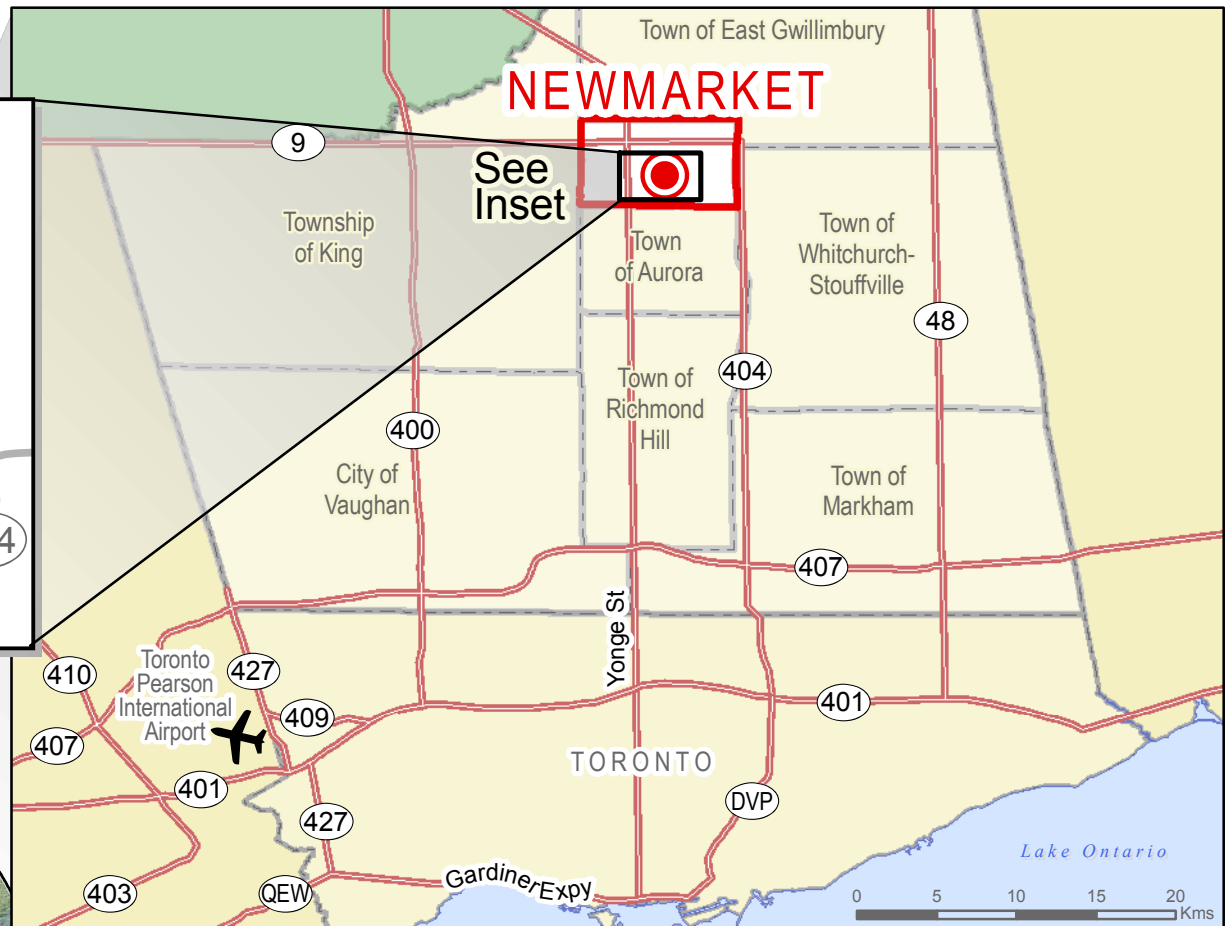 Town of East Gwillimbury
NEWMARKET
9
See
Inset
Township
of King
Town
of Aurora
Town of
Whitchurch-
Stouffville
48
404
Town of
Richmond
Hill
400
City of
Vaughan
Town of
Markham
4
407
Yonge St
410
Toronto
Pearson
International
Airport
427
409
401
407
TORONTO
401
DVP
427
Lake Ontario
403
QEW
Gardiner Expy
0 5 10 15 20
Kms